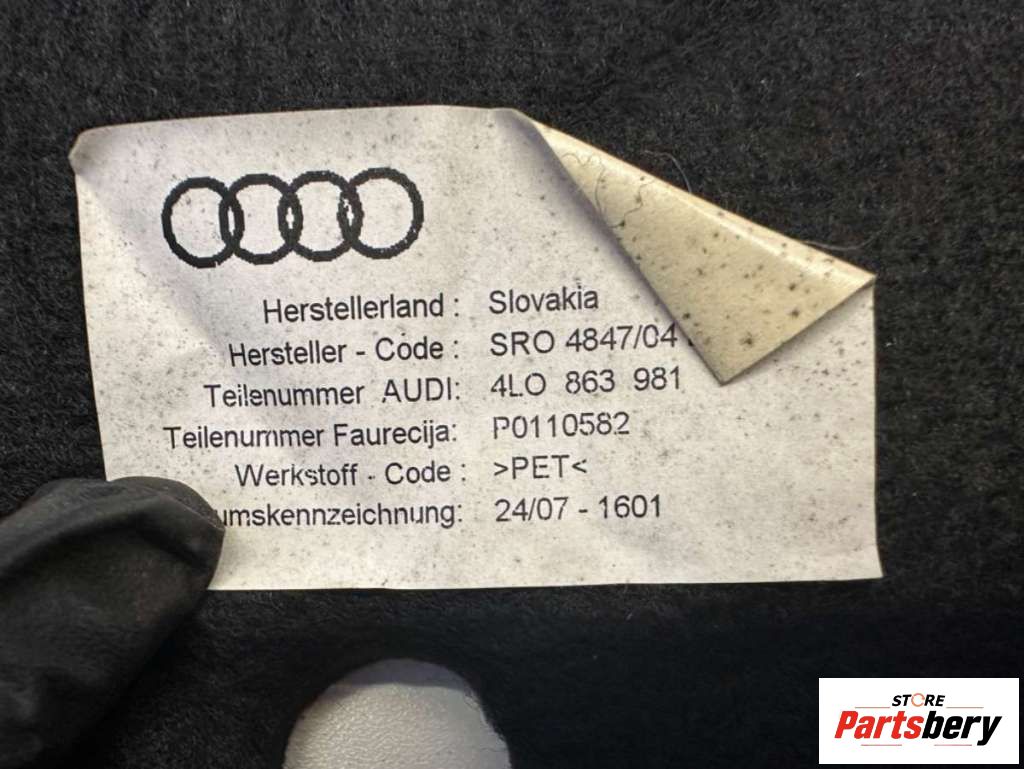 Herstellerland : Slovakia
Hersteller - Code : SRO 4847/04
Teilenummer AUDI: 4LO 863 981
Teilenummer Faurecija: P0110582
Werkstoff - Code : >PET<
umskennzeichnung: 24/07 - 1601
STORE
Partsbery